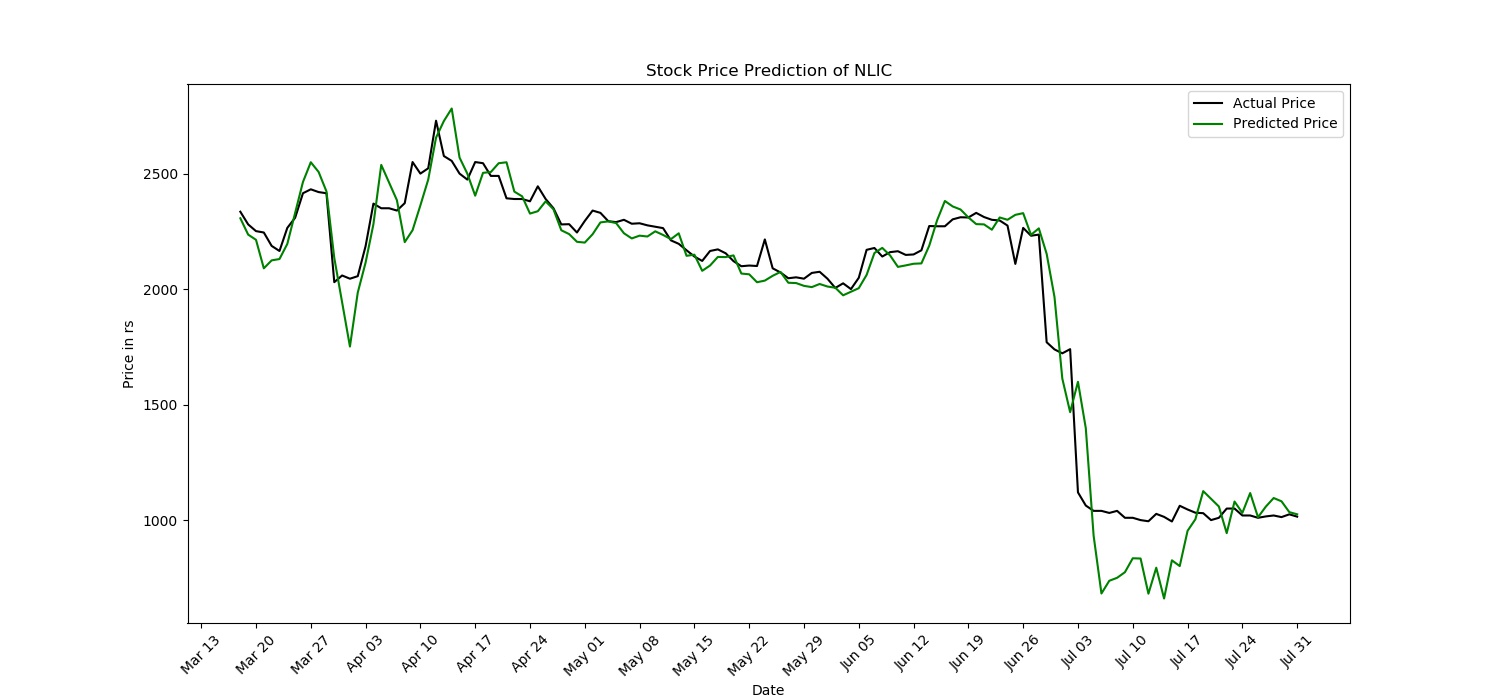 Stock Price Prediction of NLIC
Actual Price
Predicted Price
Price in rs
2500
2000
1500
1000
Mar 13
Mar 20
Mar 27
Apr 03
Apr 10
Apr 17
Apr 24
May 01
May 08
May 15
May 22
May 29
Jun 05
Jun 12
Jun 19
Jun 26
Jul 03
Jul 10
Jul 17
Jul 24
Jul 31
Date